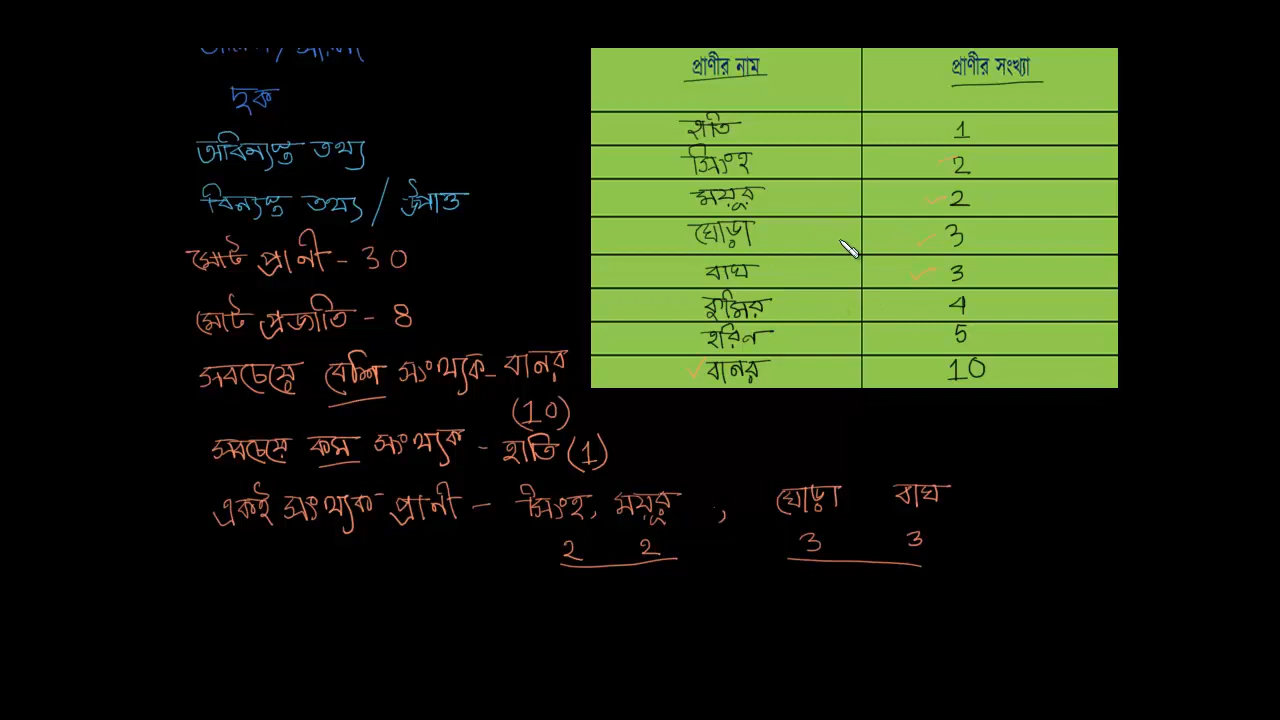 ছক
অবিন্যস্ত তথ্য
বিন্যস্ত তথ্য / উপাত্ত
মোট প্রানী - 30
মোট প্রজাতি - 8
সবচেয়ে বেশি সংখ্যক - বানর
(10)
সবচেয়ে কম সংখ্যক - হাতি (1)
একই সংখ্যক প্রানী - সিংহ, ময়ূর , ঘোড়া বাঘ
2 2 3 3
প্রাণীর নাম প্রাণীর সংখ্যা
হাতি 1
সিংহ 2
ময়ূর 2
ঘোড়া 3
বাঘ 3
কুমির 4
হরিন 5
বানর 10